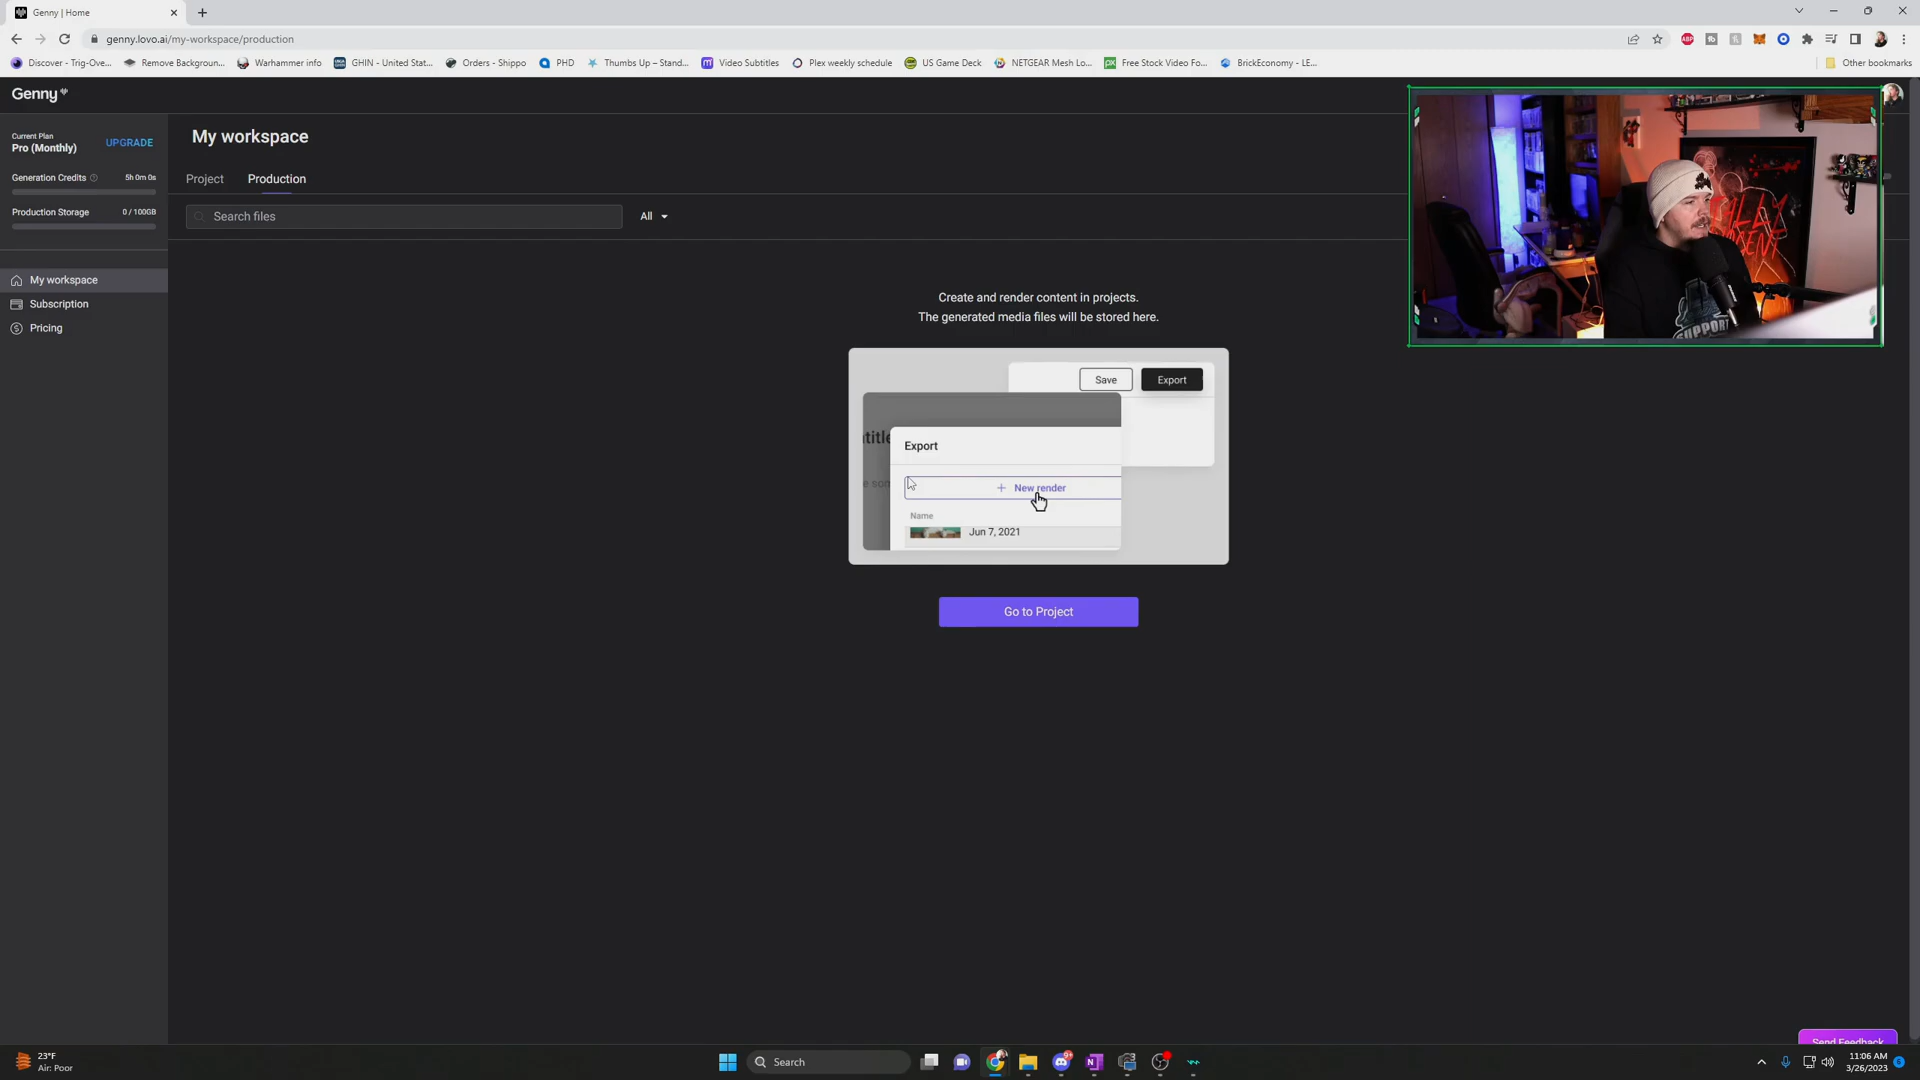 Genny | Home
genny.lovo.ai/my-workspace/production
Discover - Trig-Ove... Remove Backgroun... Warhammer info GHIN - United Stat... Orders - Shippo PHD Thumbs Up – Stand... Video Subtitles Plex weekly schedule US Game Deck NETGEAR Mesh Lo... Free Stock Video Fo... BrickEconomy - LE... Other bookmarks
Genny
Current Plan
Pro (Monthly)
UPGRADE
Generation Credits 5h 0m 0s
Production Storage 0 / 100GB
My workspace
Subscription
Pricing
My workspace
Project Production
Search files
All
Create and render content in projects.
The generated media files will be stored here.
Save Export
Export
+ New render
Name
Jun 7, 2021
Go to Project
SUPPORT
Send Feedback
23°F
Air: Poor
Search
11:06 AM
3/26/2023